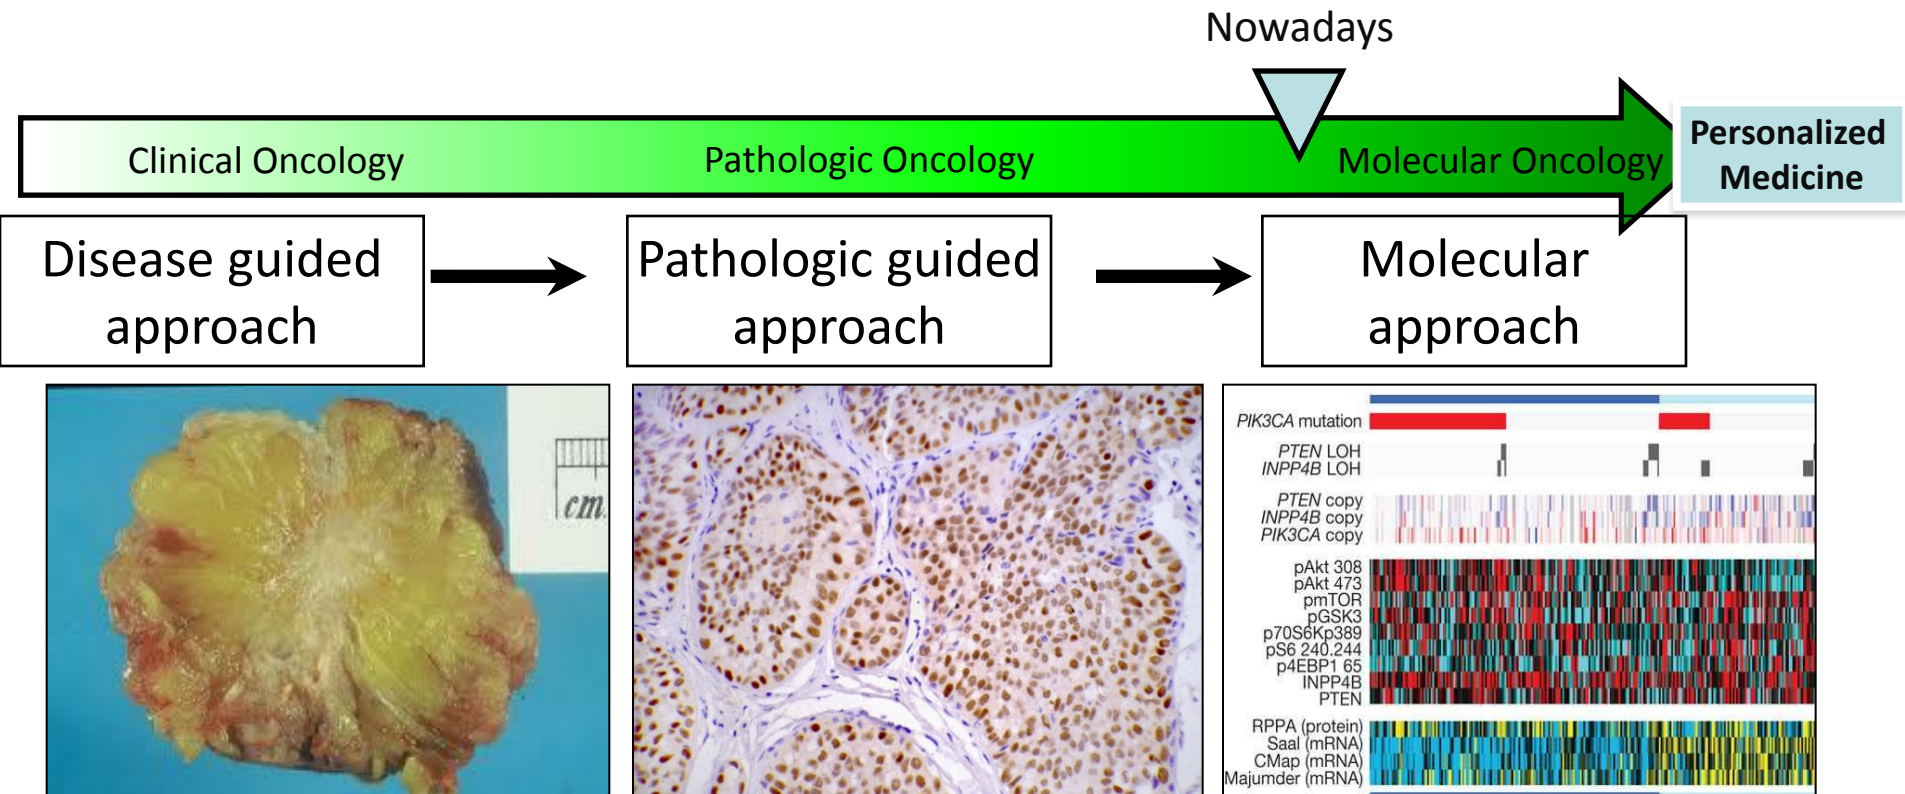 Nowadays
Clinical Oncology
Pathologic Oncology
Molecular Oncology
Personalized
Medicine
Disease guided
approach
Pathologic guided
approach
Molecular
approach
cm
PIK3CA mutation
PTEN LOH
INPP4B LOH
PTEN copy
INPP4B copy
PIK3CA copy
pAkt 308
pAkt 473
pmTOR
pGSK3
p70S6Kp389
pS6 240.244
p4EBP1 65
INPP4B
PTEN
RPPA (protein)
Saal (mRNA)
CMap (mRNA)
Majumder (mRNA)